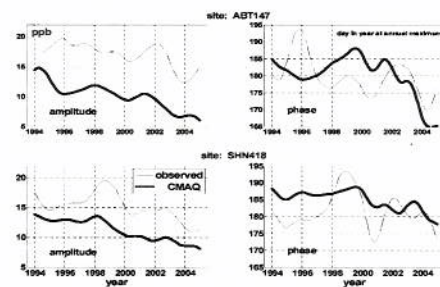 site: ABT147
ppb
amplitude
20
15
10
5
1994 1996 1998 2000 2002 2004
day in year at annual maximum
phase
190
185
180
175
170
165
1994 1996 1998 2000 2002 2004
site: SHN418
observed
CMAQ
amplitude
20
15
10
5
1994 1996 1998 2000 2002 2004
year
phase
190
185
180
175
170
165
1994 1996 1998 2000 2002 2004
year